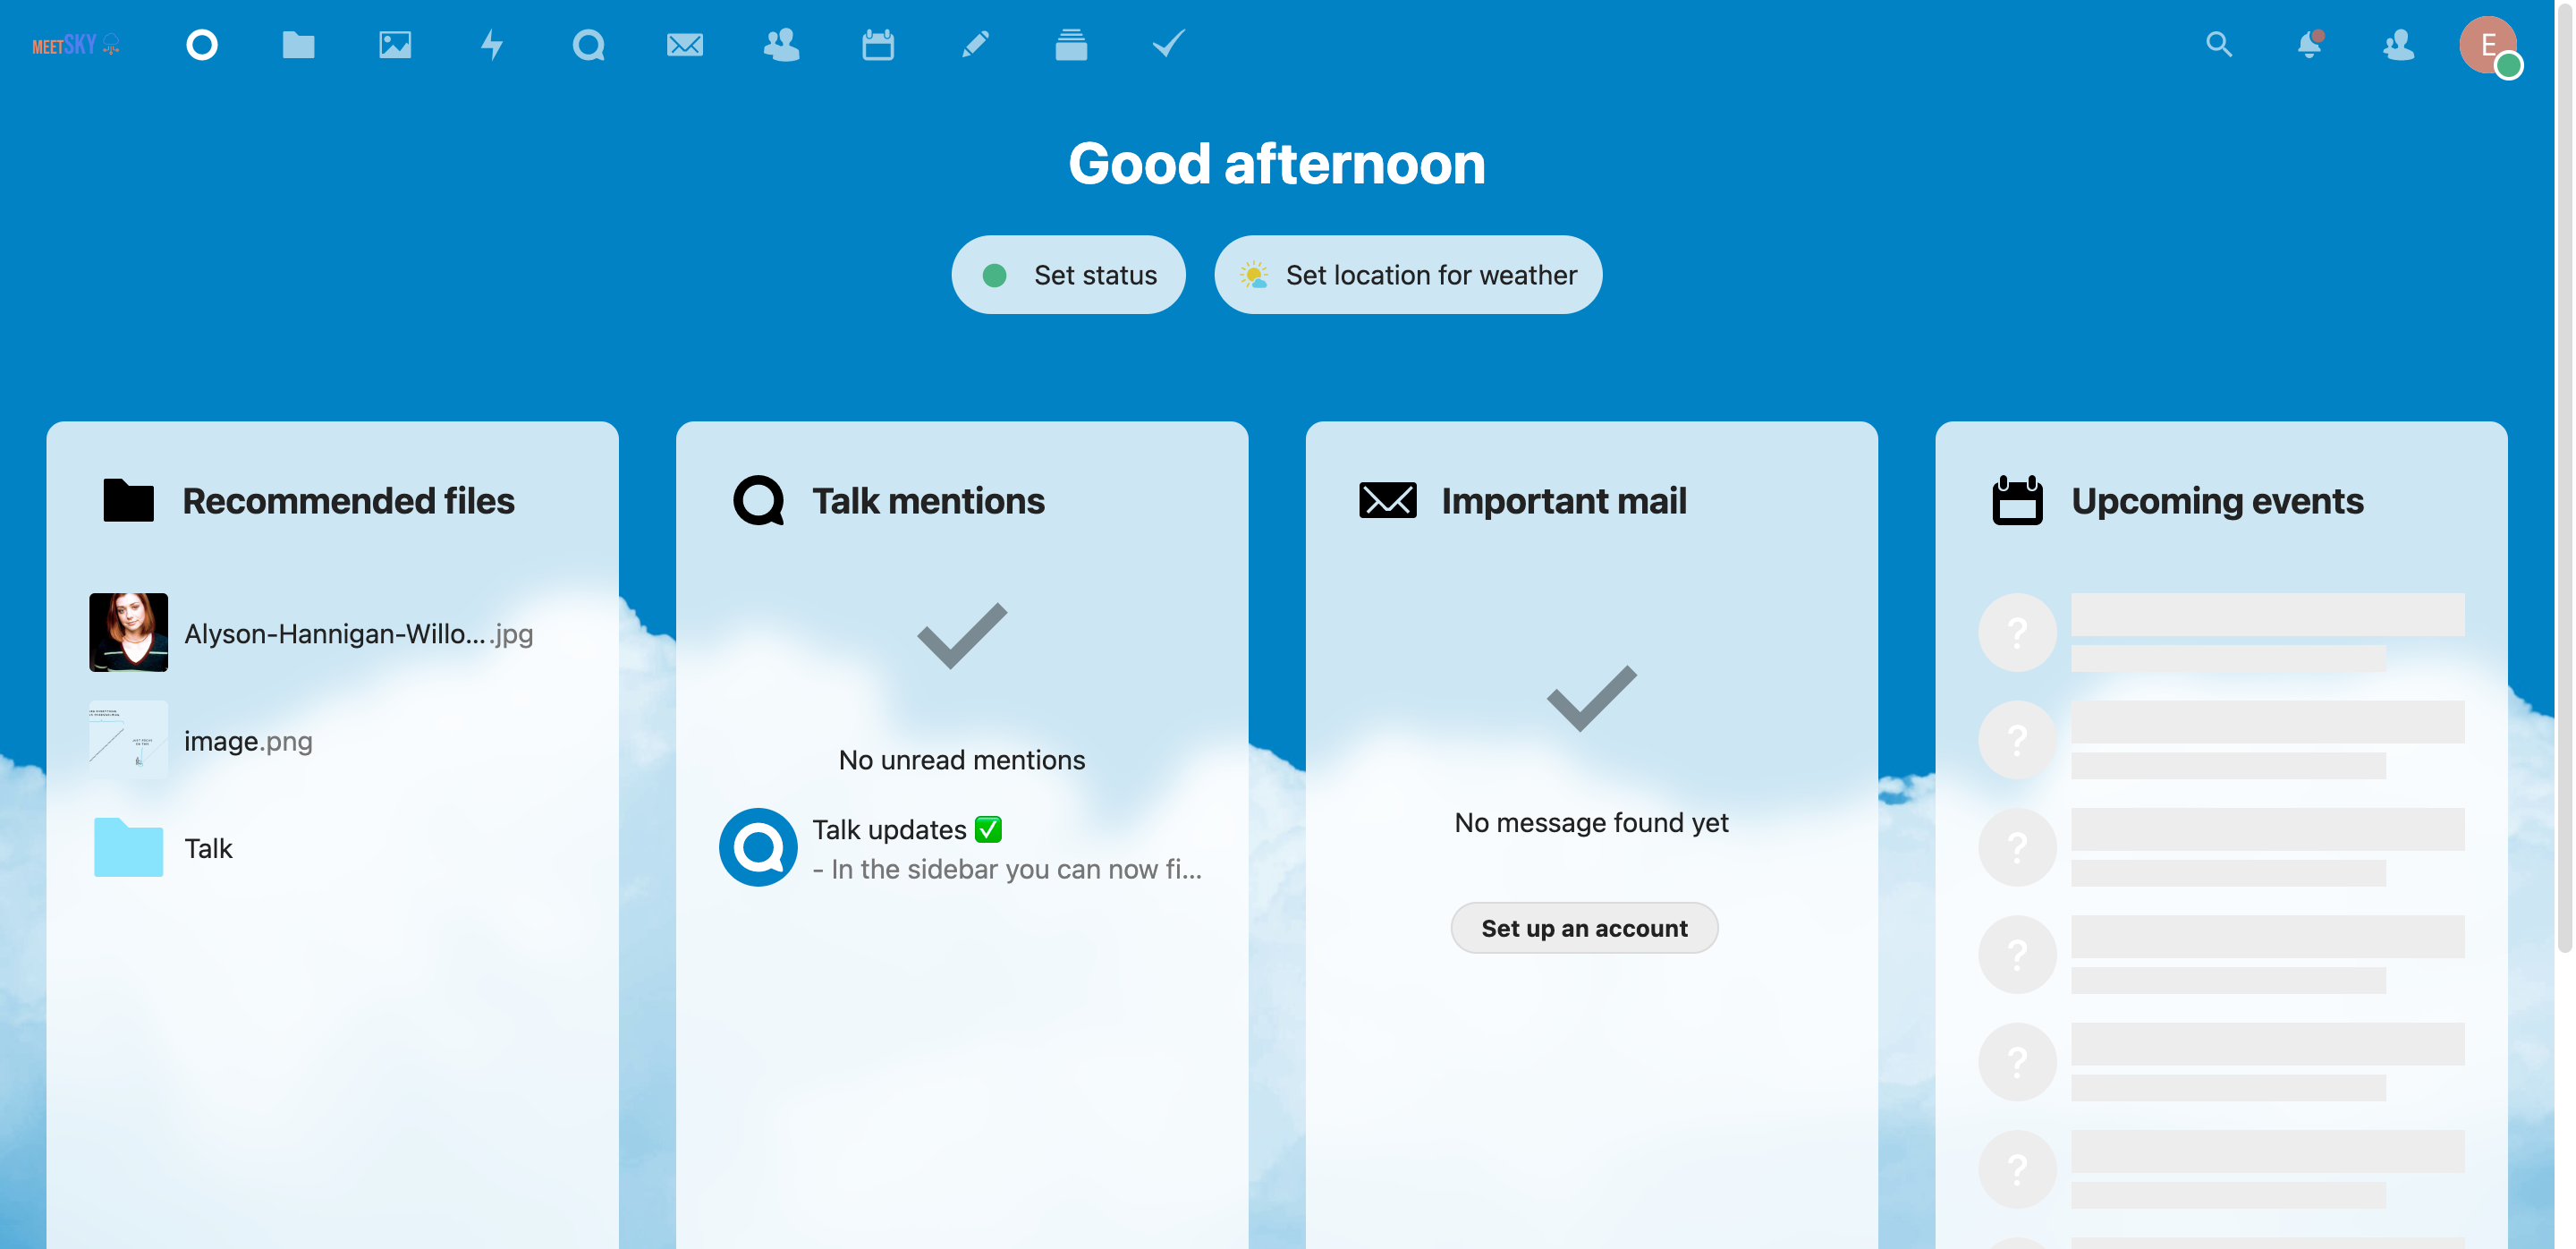 MEETSKY
E
Good afternoon
Set status
Set location for weather
Recommended files
Alyson-Hannigan-Willo... .jpg
image.png
Talk
Talk mentions
No unread mentions
Talk updates ✅
- In the sidebar you can now fi...
Important mail
No message found yet
Set up an account
Upcoming events
?
?
?
?
?
?